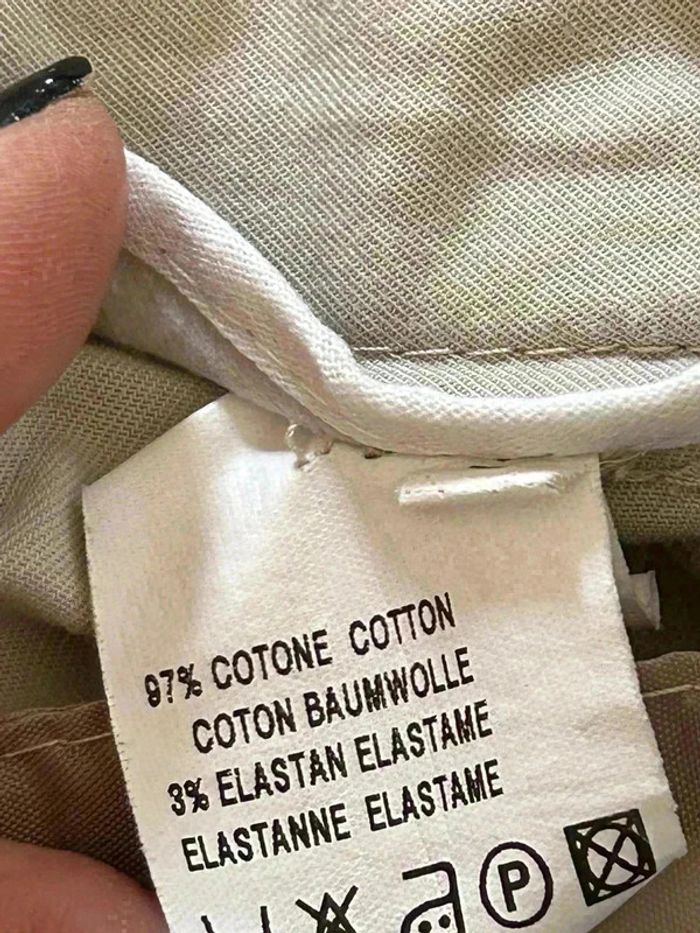 97% COTONE COTTON
COTON BAUMWOLLE
3% ELASTAN ELASTAME
ELASTANNE ELASTAME
P